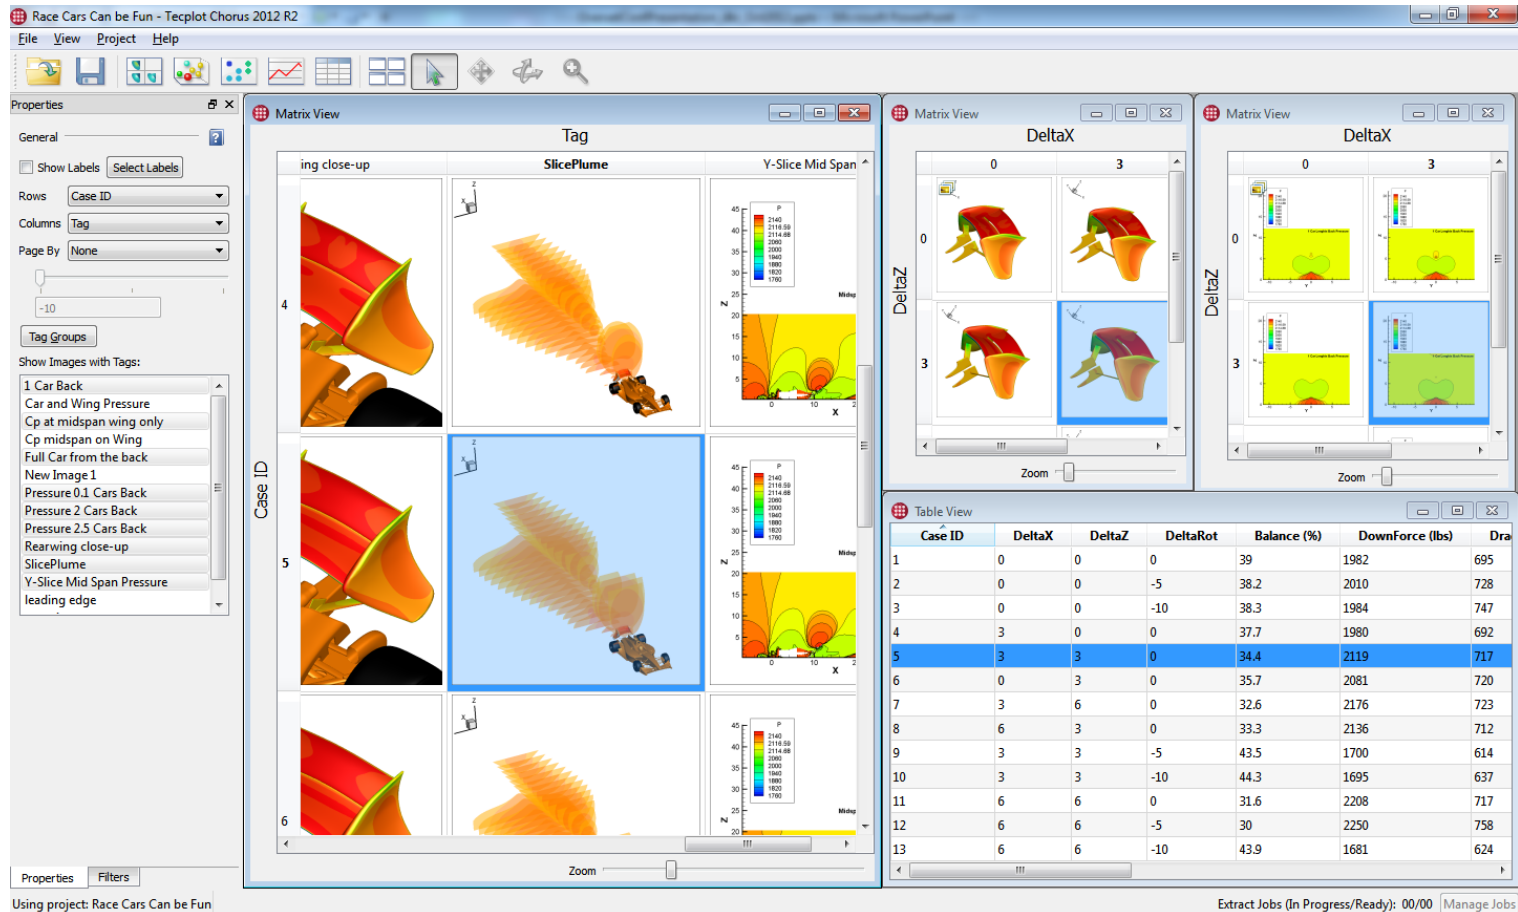 Race Cars Can be Fun - Tecplot Chorus 2012 R2
File View Project Help
Properties
General
Show Labels Select Labels
Rows Case ID
Columns Tag
Page By None
-10
Tag Groups
Show Images with Tags:
1 Car Back
Car and Wing Pressure
Cp at midspan wing only
Cp midspan on Wing
Full Car from the back
New Image 1
Pressure 0.1 Cars Back
Pressure 2 Cars Back
Pressure 2.5 Cars Back
Rearwing close-up
SlicePlume
Y-Slice Mid Span Pressure
leading edge
Properties Filters
Using project: Race Cars Can be Fun
Matrix View
Tag
ing close-up SlicePlume Y-Slice Mid Span
Case ID
4
5
6
Zoom
Matrix View
DeltaX
0 3
DeltaZ
0
3
Zoom
Matrix View
DeltaX
0 3
DeltaZ
0
3
Zoom
Table View
Case ID DeltaX DeltaZ DeltaRot Balance (%) DownForce (lbs) Dra
1 0 0 0 39 1982 695
2 0 0 -5 38.2 2010 728
3 0 0 -10 38.3 1984 747
4 3 0 0 37.7 1980 692
5 3 3 0 34.4 2119 717
6 0 3 0 35.7 2081 720
7 3 6 0 32.6 2176 723
8 6 3 0 33.3 2136 712
9 3 3 -5 43.5 1700 614
10 3 3 -10 44.3 1695 637
11 6 6 0 31.6 2208 717
12 6 6 -5 30 2250 758
13 6 6 -10 43.9 1681 624
Extract Jobs (In Progress/Ready): 00/00 Manage Jobs